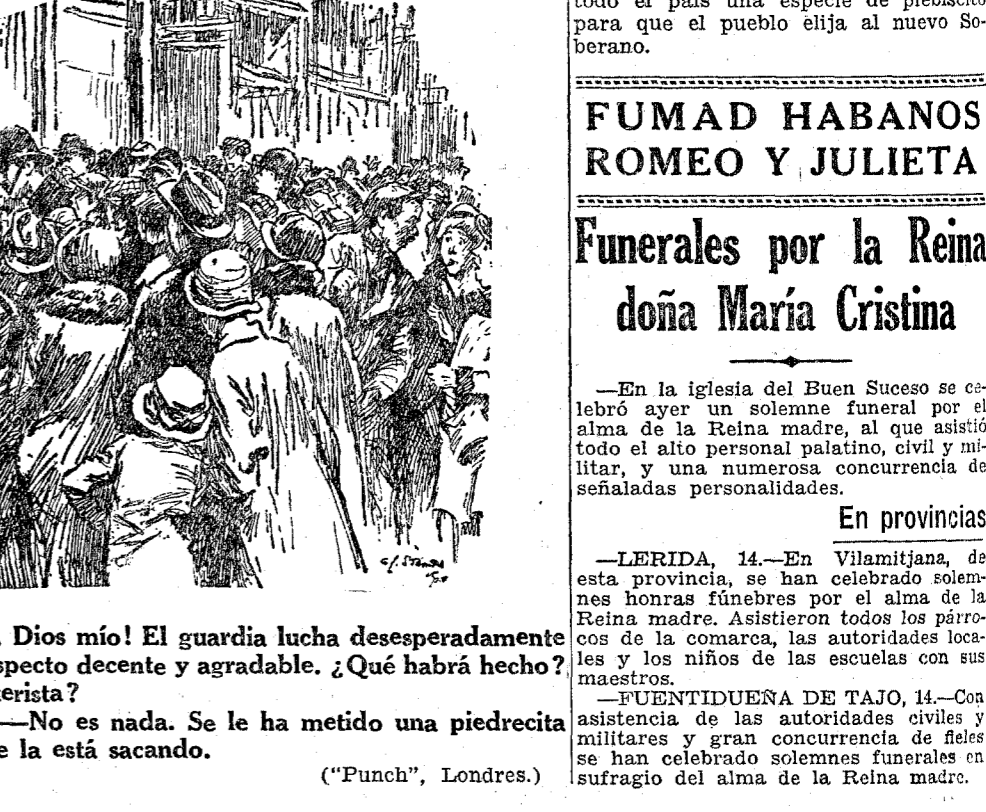 Dios mío! El guardia lucha desesperadamente
specto decente y agradable. ¿Qué habrá hecho?
erista?
—No es nada. Se le ha metido una piedrecita
e la está sacando.
("Punch", Londres.)
todo el país una especie de plebiscito
para que el pueblo elija al nuevo So-
berano.
FUMAD HABANOS
ROMEO Y JULIETA
Funerales por la Reina
doña María Cristina
—En la iglesia del Buen Suceso se ce-
lebró ayer un solemne funeral por el
alma de la Reina madre, al que asistió
todo el alto personal palatino, civil y mi-
litar, y una numerosa concurrencia de
señaladas personalidades.
En provincias
—LERIDA, 14.—En Vilamitjana, de
esta provincia, se han celebrado solem-
nes honras fúnebres por el alma de la
Reina madre. Asistieron todos los párro-
cos de la comarca, las autoridades loca-
les y los niños de las escuelas con sus
maestros.
—FUENTIDUEÑA DE TAJO, 14.—Con
asistencia de las autoridades civiles y
militares y gran concurrencia de fieles
se han celebrado solemnes funerales en
sufragio del alma de la Reina madre.